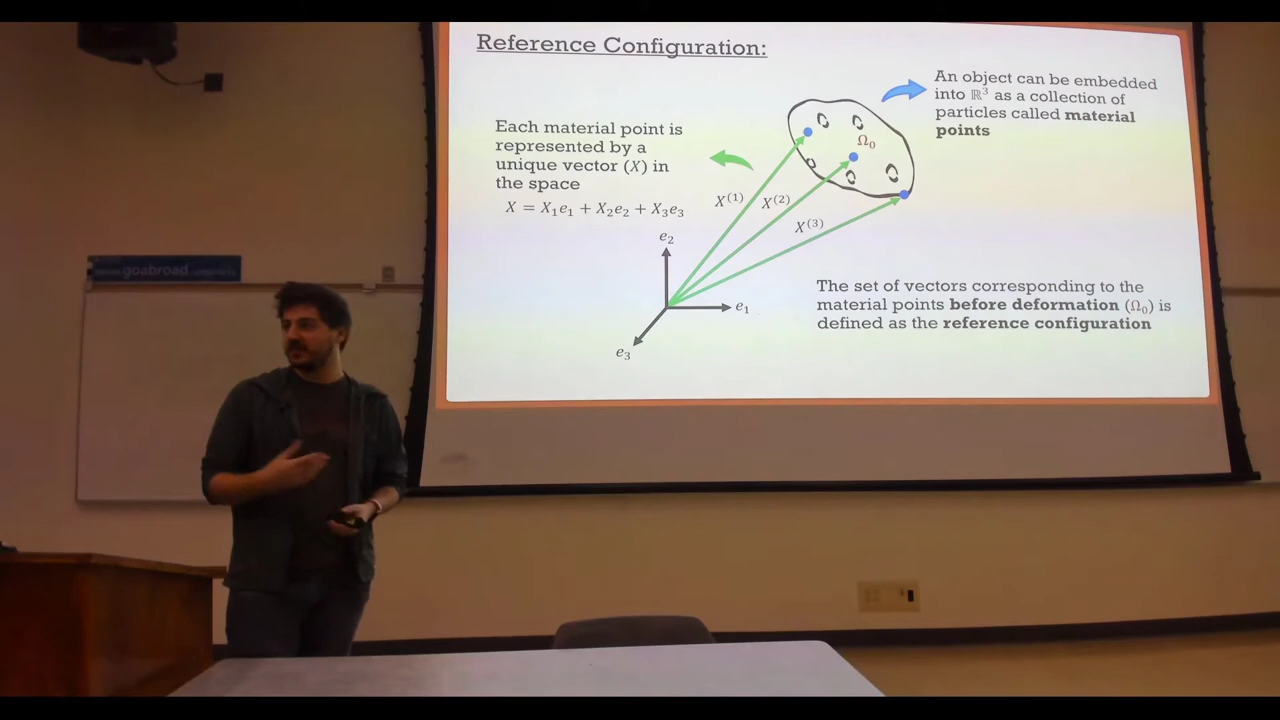 Reference Configuration:
An object can be embedded
into ℝ³ as a collection of
particles called material
points
Each material point is
represented by a
unique vector (X) in
the space
X = X₁e₁ + X₂e₂ + X₃e₃
Ω₀
X⁽¹⁾
X⁽²⁾
X⁽³⁾
e₂
e₁
e₃
The set of vectors corresponding to the
material points before deformation (Ω₀) is
defined as the reference configuration
goabroad